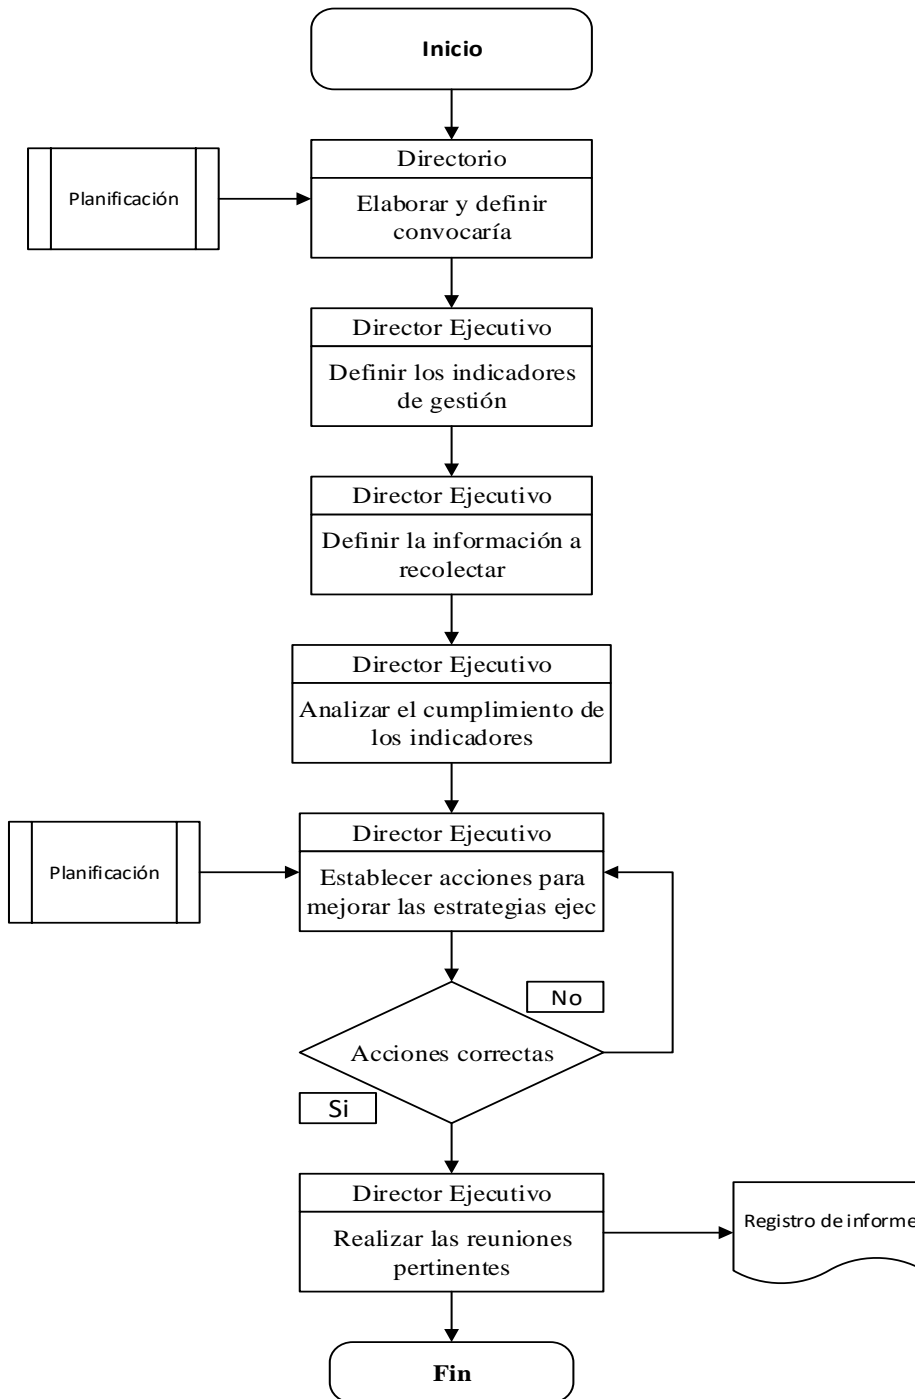 Inicio
Directorio
Planificación
Elaborar y definir
convocaría
Director Ejecutivo
Definir los indicadores
de gestión
Director Ejecutivo
Definir la información a
recolectar
Director Ejecutivo
Analizar el cumplimiento de
los indicadores
Director Ejecutivo
Planificación
Establecer acciones para
mejorar las estrategias ejec
No
Acciones correctas
Si
Director Ejecutivo
Realizar las reuniones
pertinentes
Registro de informe
Fin